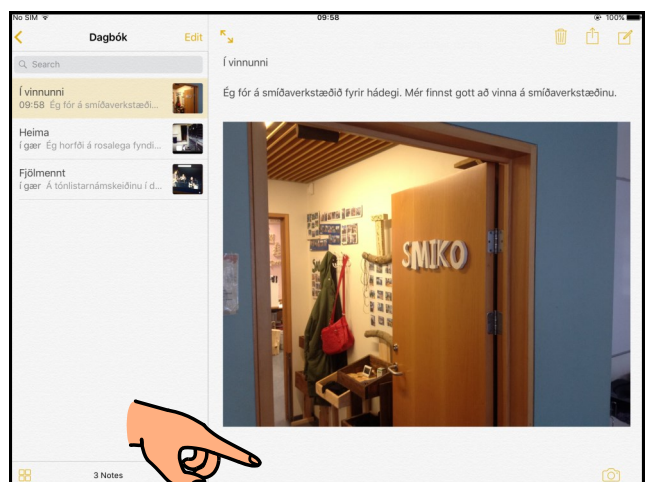 No SIM 09:58 100%
Dagbók Edit
Search
Í vinnunni
09:58 Ég fór á smíðaverkstæði...
Heima
í gær Ég horfði á rosalega fyndi...
Fjölmennt
í gær Á tónlistarnámskeiðinu í d...
3 Notes
Í vinnunni
Ég fór á smíðaverkstæðið fyrir hádegi. Mér finnst gott að vinna á smíðaverkstæðinu.
SMIKO